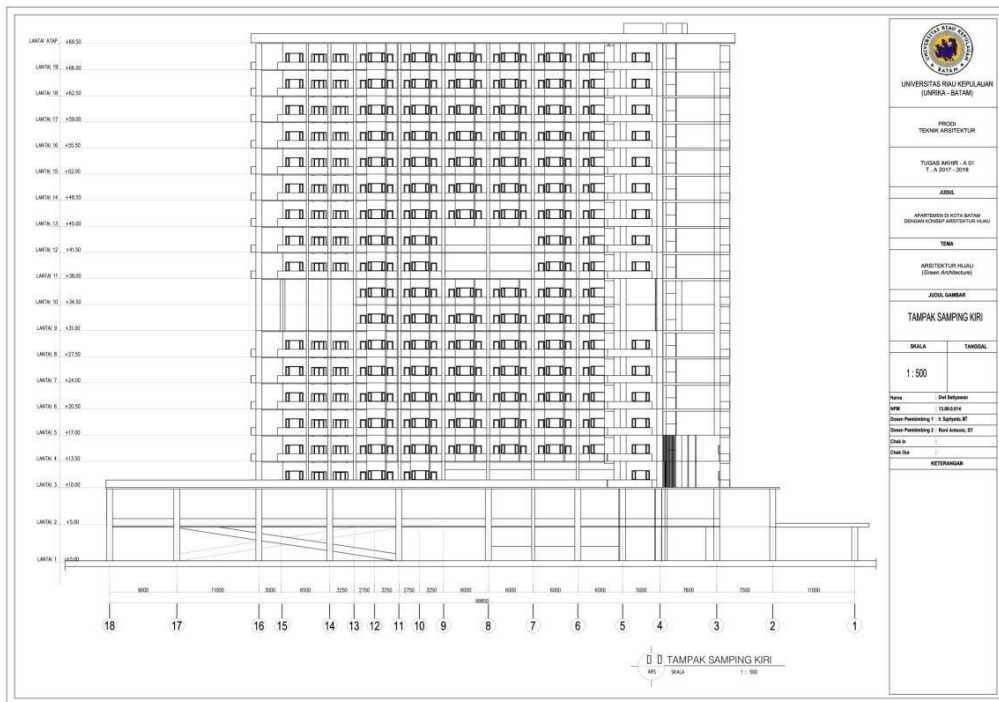 LANTAI ATAP +69.50
LANTAI 19 +66.00
LANTAI 18 +62.50
LANTAI 17 +59.00
LANTAI 16 +55.50
LANTAI 15 +52.00
LANTAI 14 +48.50
LANTAI 13 +45.00
LANTAI 12 +41.50
LANTAI 11 +38.00
LANTAI 10 +34.50
LANTAI 9 +31.00
LANTAI 8 +27.50
LANTAI 7 +24.00
LANTAI 6 +20.50
LANTAI 5 +17.00
LANTAI 4 +13.50
LANTAI 3 +10.00
LANTAI 2 +5.00
LANTAI 1 ±0.00
9000 11000 3000 6500 3250 2750 3250 2750 3250 6000 6000 6000 6000 5000 7600 7500 11000
18 17 16 15 14 13 12 11 10 9 8 7 6 5 4 3 2 1
TAMPAK SAMPING KIRI
SKALA 1 : 500
UNIVERSITAS RIAU KEPULAUAN
BATAM
UNIVERSITAS RIAU KEPULAUAN
(UNRIKA - BATAM)
PRODI
TEKNIK ARSITEKTUR
TUGAS AKHIR - A 01
T . A 2017 - 2018
JUDUL
APARTEMEN DI KOTA BATAM
DENGAN KONSEP ARSITEKTUR HIJAU
TEMA
ARSITEKTUR HIJAU
(Green Architecture)
JUDUL GAMBAR
TAMPAK SAMPING KIRI
SKALA TANGGAL
1 : 500
Nama : Dwi Setiyawan
NPM
Dosen Pembimbing 1 :
Dosen Pembimbing 2 :
Chek In :
Chek Out :
KETERANGAN